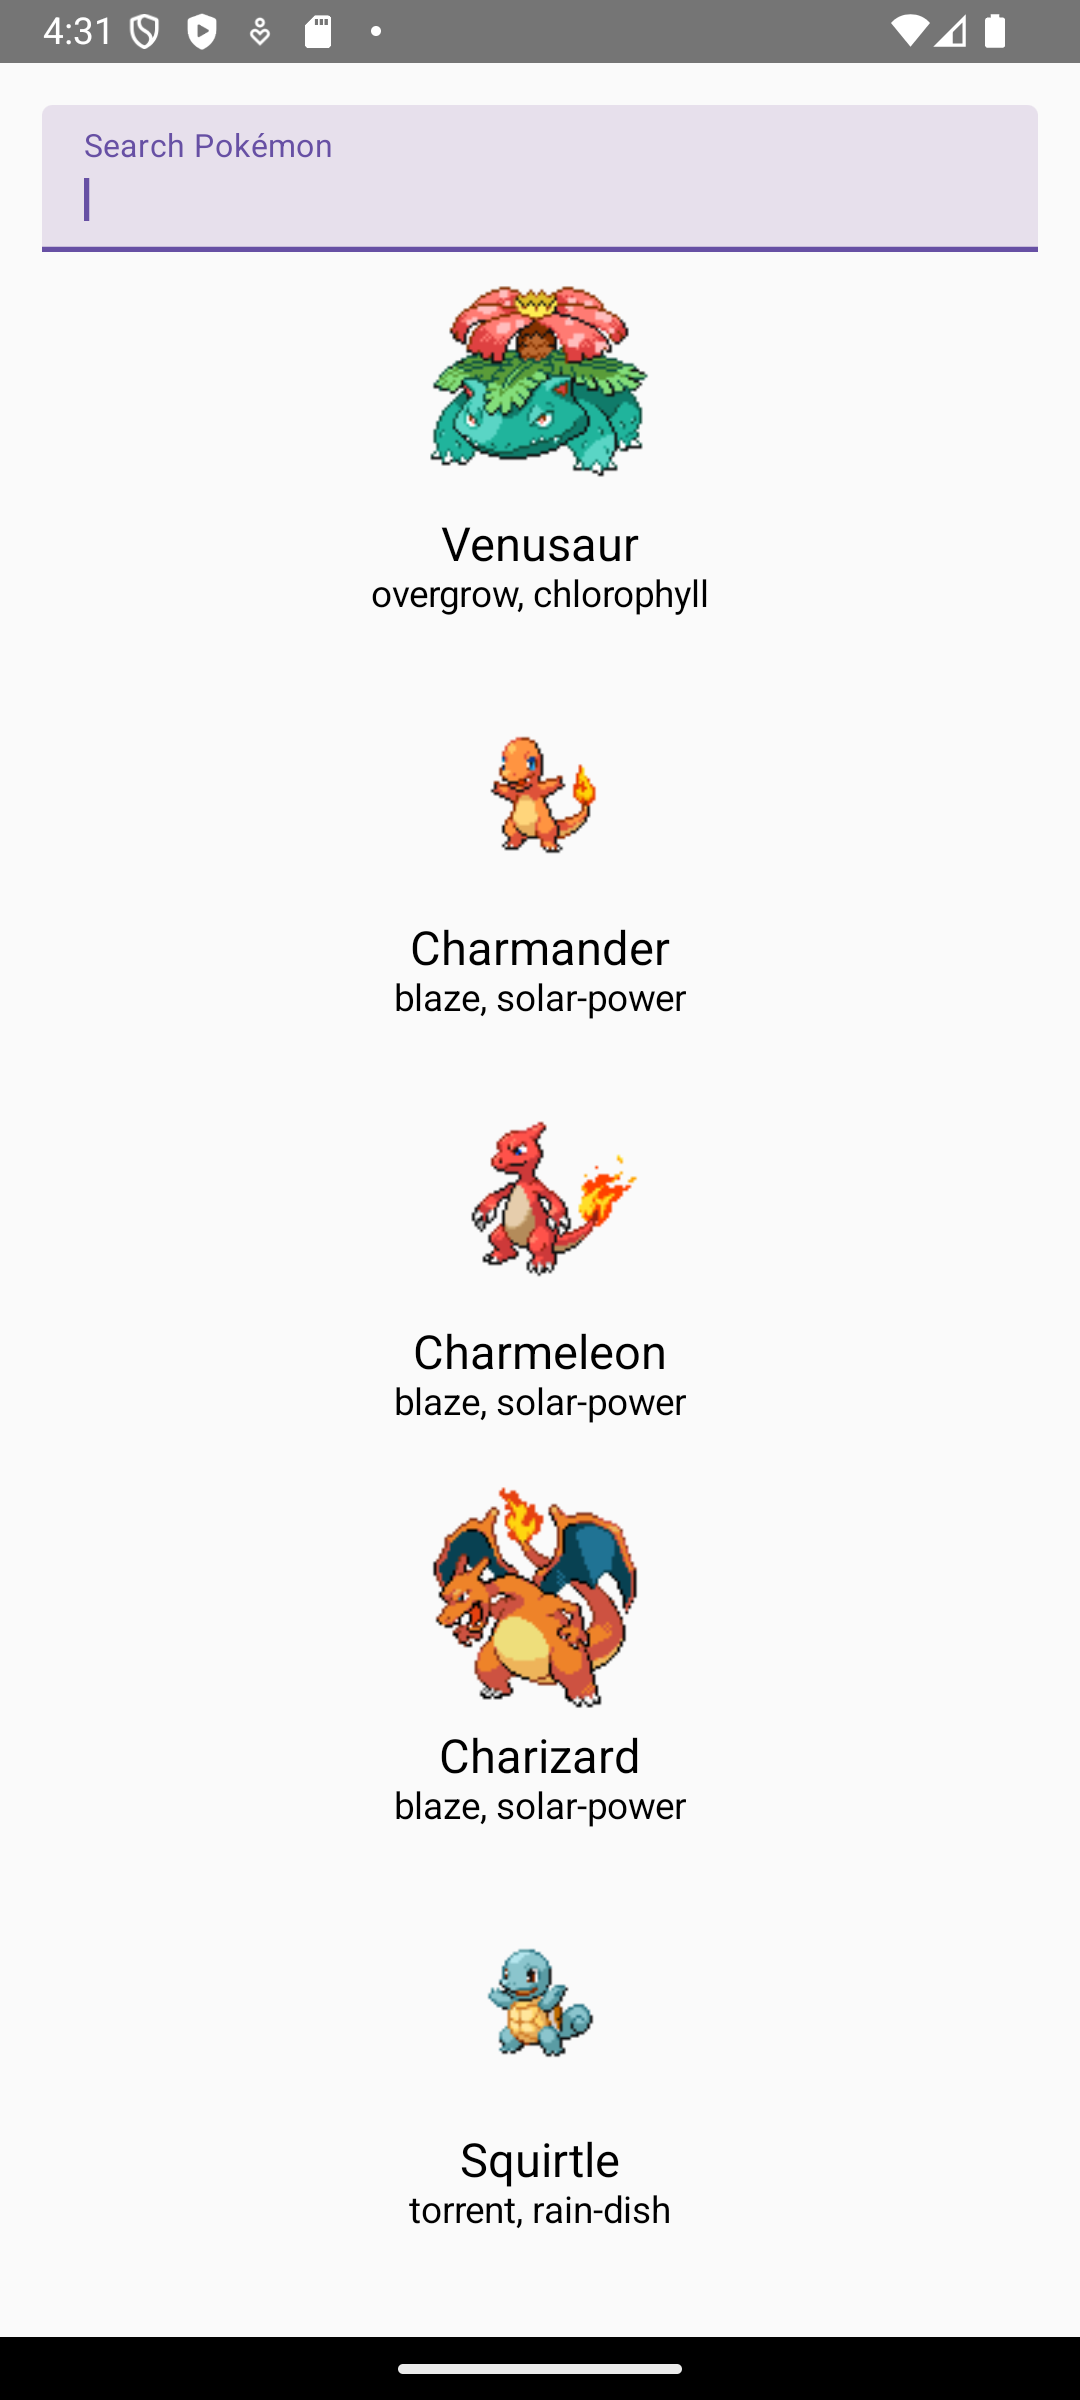 4:31
Search Pokémon
Venusaur
overgrow, chlorophyll
Charmander
blaze, solar-power
Charmeleon
blaze, solar-power
Charizard
blaze, solar-power
Squirtle
torrent, rain-dish